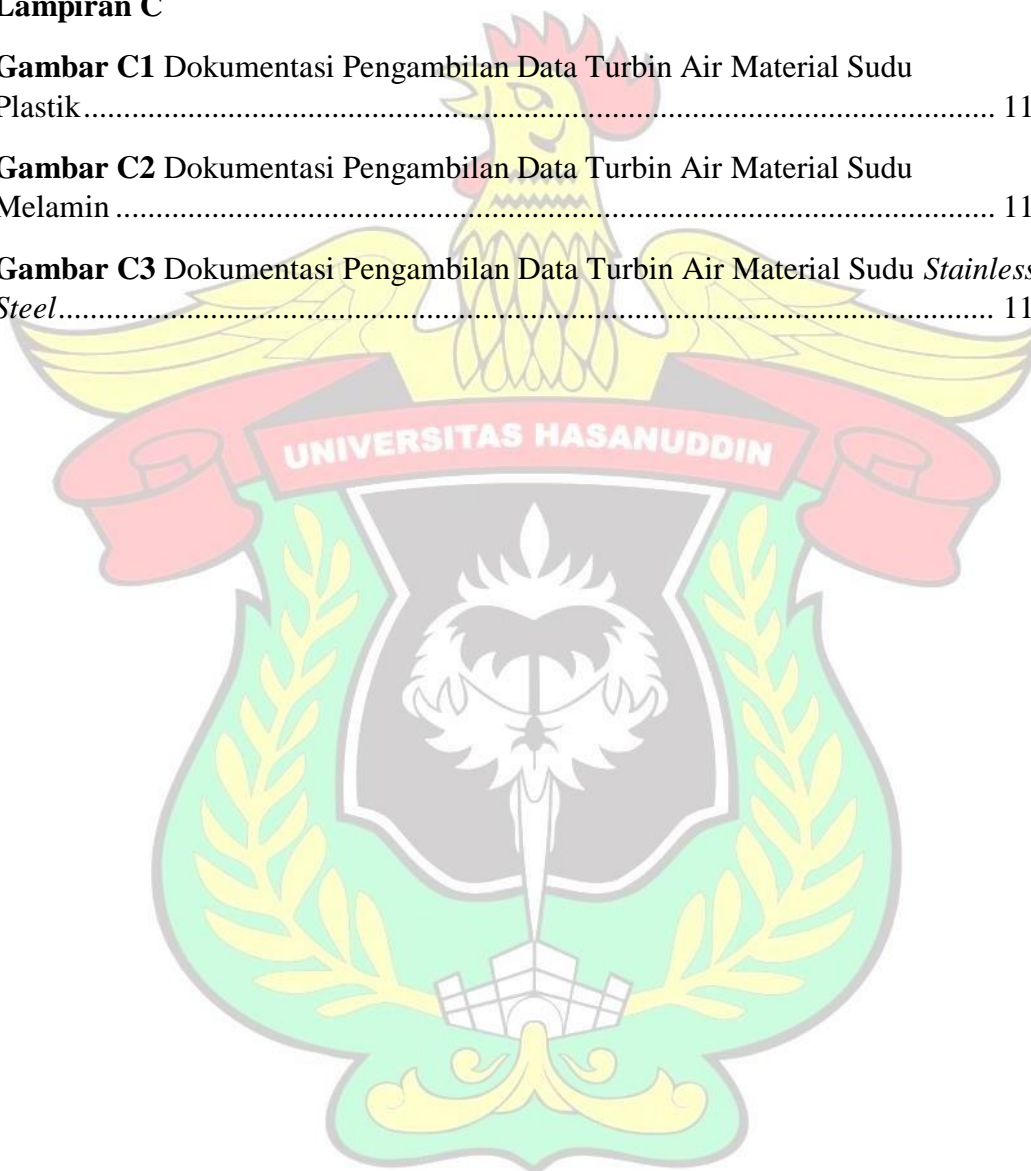 Lampiran C
Gambar C1 Dokumentasi Pengambilan Data Turbin Air Material Sudu
Plastik.......................................................................................................... 11
Gambar C2 Dokumentasi Pengambilan Data Turbin Air Material Sudu
Melamin ...................................................................................................... 11
Gambar C3 Dokumentasi Pengambilan Data Turbin Air Material Sudu Stainless
Steel............................................................................................................. 11
UNIVERSITAS HASANUDDIN